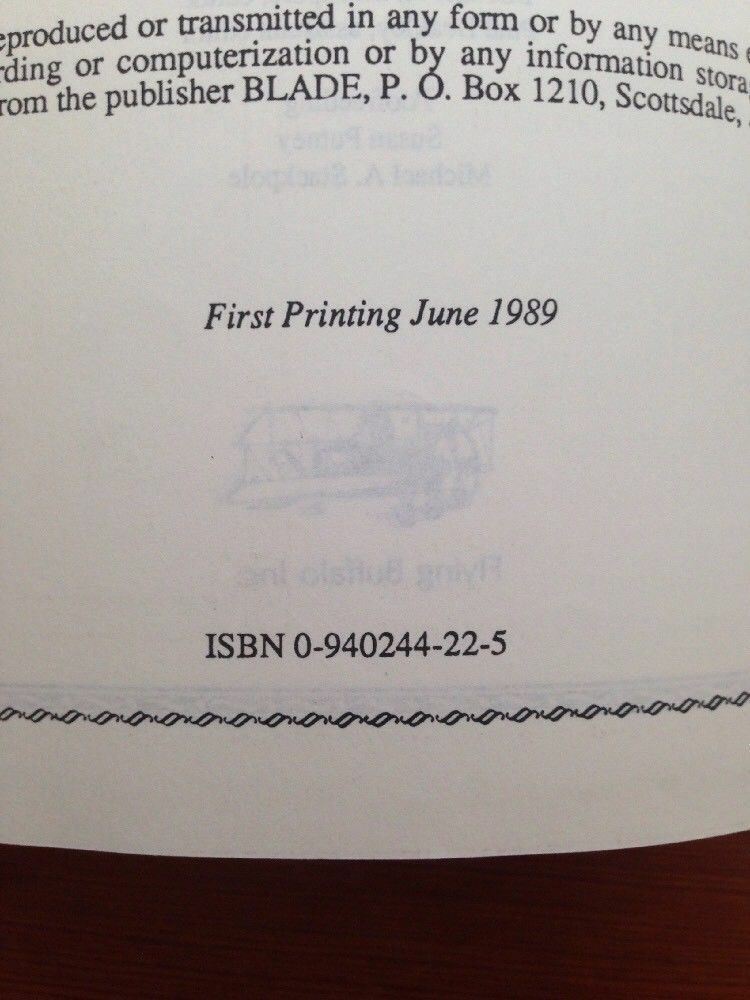 eproduced or transmitted in any form or by any means
rding or computerization or by any information stora
rom the publisher BLADE, P. O. Box 1210, Scottsdale,
Susan Putney
Michael A. Stackpole
First Printing June 1989
Flying Buffalo Inc.
ISBN 0-940244-22-5